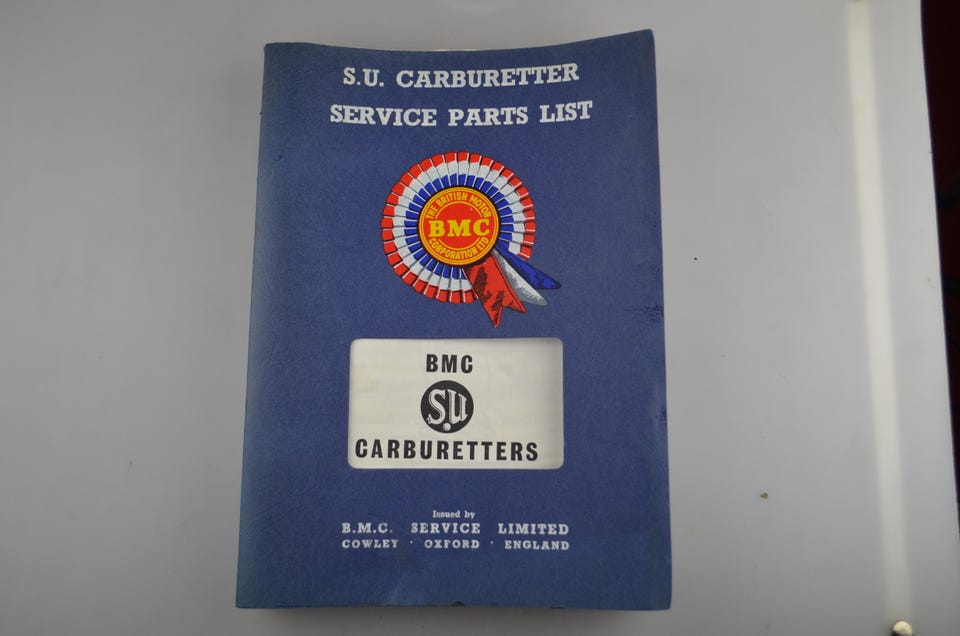 S.U. CARBURETTER
SERVICE PARTS LIST
THE BRITISH MOTOR
BMC
CORPORATION LTD
BMC
S.U
CARBURETTERS
Issued by
B.M.C. SERVICE LIMITED
COWLEY · OXFORD · ENGLAND